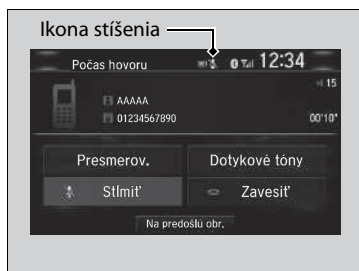 Ikona stíšenia
Počas hovoru 12:34
15
AAAAA
01234567890 00'10"
Presmerov. Dotykové tóny
Stlmiť Zavesiť
Na predošlú obr.